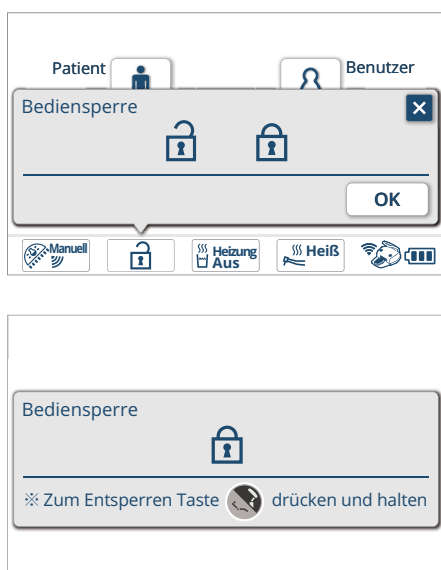 Patient
Benutzer
Bediensperre
OK
Manuell
Heizung
Aus
Heiß
Bediensperre
※ Zum Entsperren Taste drücken und halten